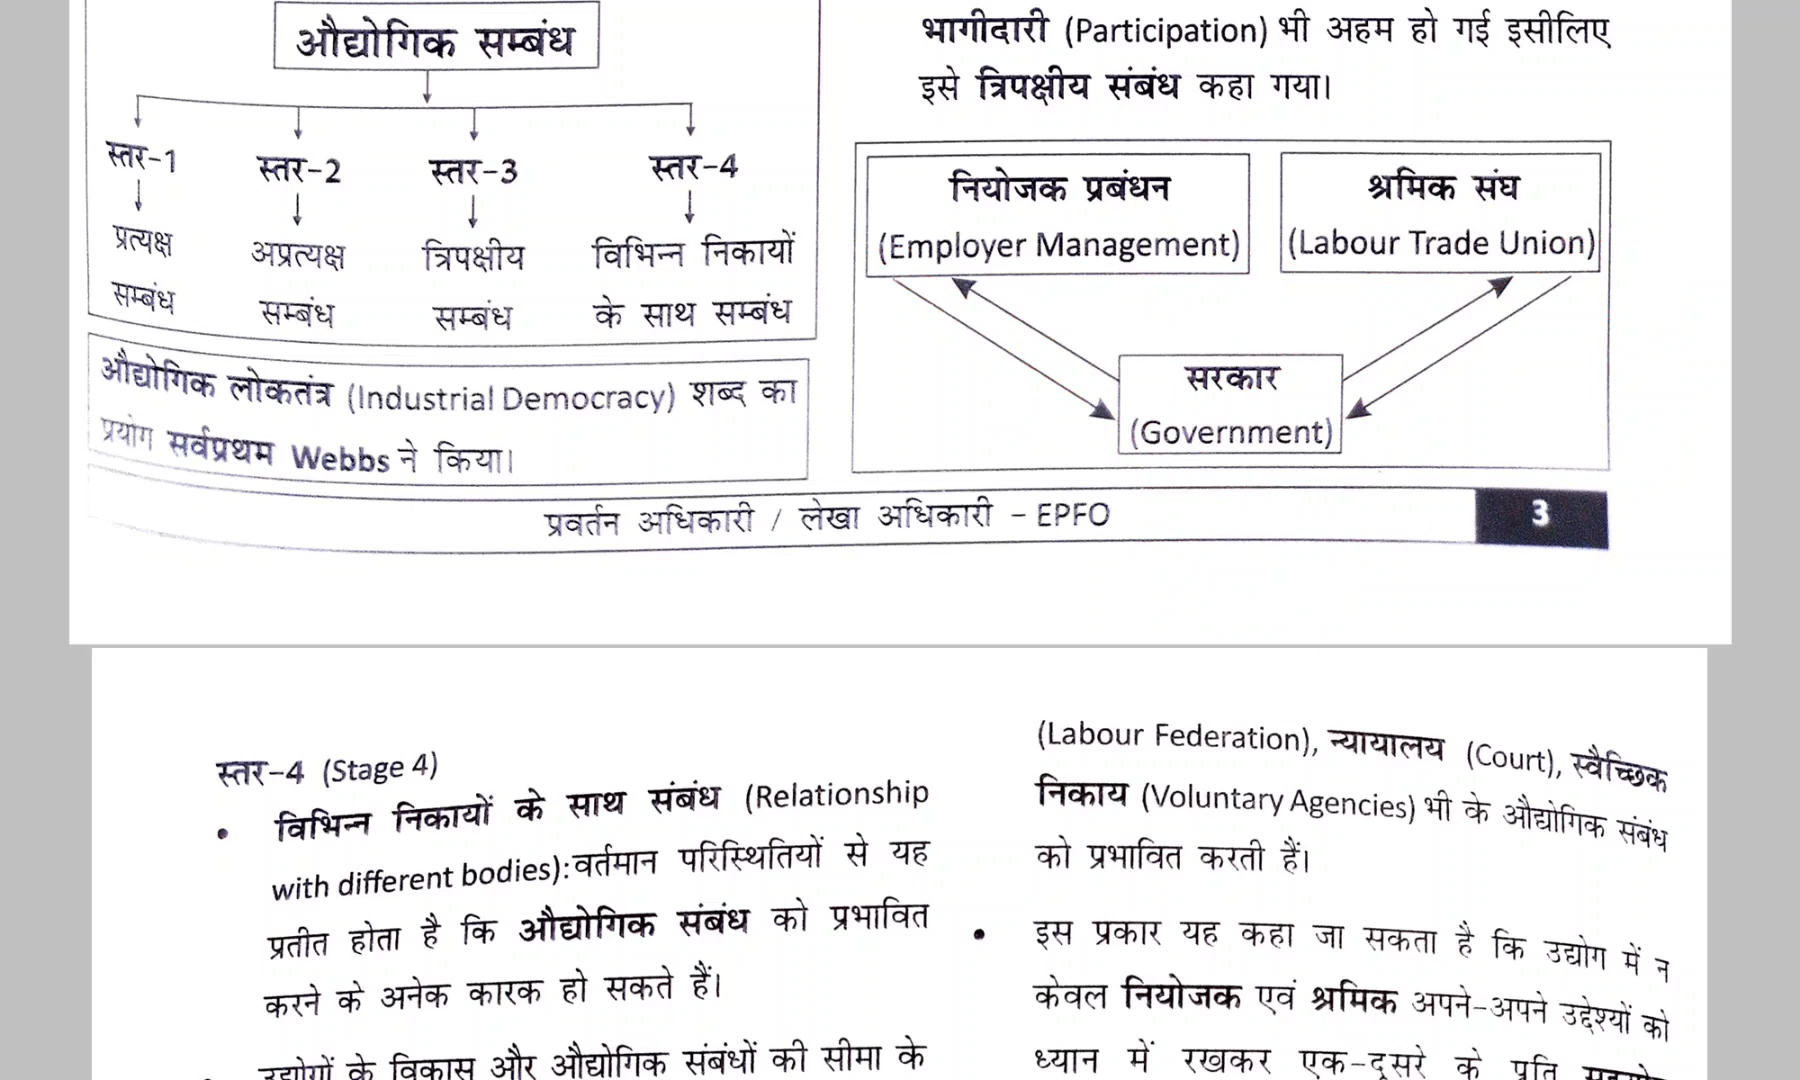 औद्योगिक सम्बंध
स्तर-1 स्तर-2 स्तर-3 स्तर-4
प्रत्यक्ष अप्रत्यक्ष त्रिपक्षीय विभिन्न निकायों
सम्बंध सम्बंध सम्बंध के साथ सम्बंध
औद्योगिक लोकतंत्र (Industrial Democracy) शब्द का
प्रयोग सर्वप्रथम Webbs ने किया।
भागीदारी (Participation) भी अहम हो गई इसीलिए
इसे त्रिपक्षीय संबंध कहा गया।
नियोजक प्रबंधन
(Employer Management)
श्रमिक संघ
(Labour Trade Union)
सरकार
(Government)
प्रवर्तन अधिकारी / लेखा अधिकारी - EPFO 3
स्तर-4 (Stage 4)
• विभिन्न निकायों के साथ संबंध (Relationship
with different bodies): वर्तमान परिस्थितियों से यह
प्रतीत होता है कि औद्योगिक संबंध को प्रभावित
करने के अनेक कारक हो सकते हैं।
उद्योगों के विकास और औद्योगिक संबंधों की सीमा के
(Labour Federation), न्यायालय (Court), स्वैच्छिक
निकाय (Voluntary Agencies) भी के औद्योगिक संबंध
को प्रभावित करती हैं।
• इस प्रकार यह कहा जा सकता है कि उद्योग में न
केवल नियोजक एवं श्रमिक अपने-अपने उद्देश्यों को
ध्यान में रखकर एक-दूसरे के प्रति